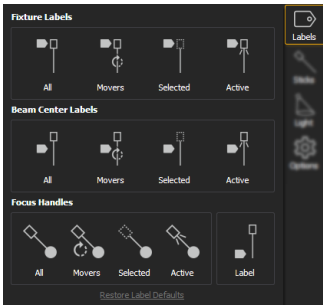 Fixture Labels
Labels
All Movers Selected Active
Beam Center Labels
All Movers Selected Active
Focus Handles
All Movers Selected Active Label
Restore Label Defaults
Light
Options